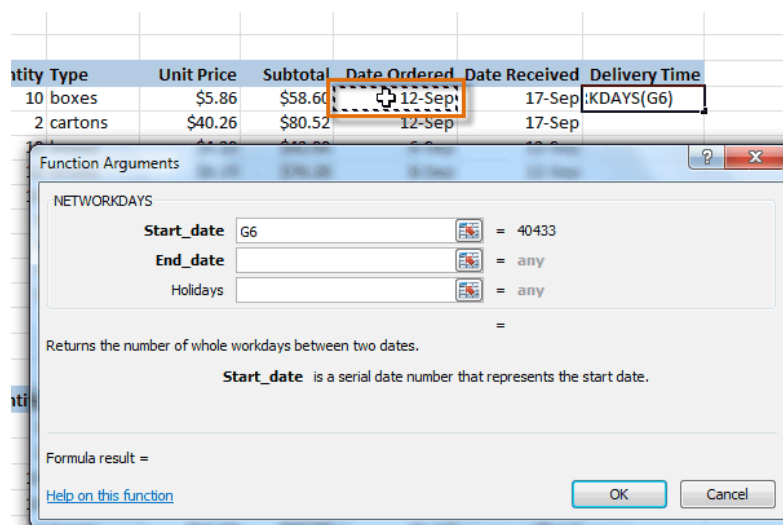 ntity Type Unit Price Subtotal Date Ordered Date Received Delivery Time
10 boxes $5.86 $58.60 12-Sep 17-Sep KDAYS(G6)
2 cartons $40.26 $80.52 12-Sep 17-Sep
Function Arguments
NETWORKDAYS
Start_date G6 = 40433
End_date = any
Holidays = any
=
Returns the number of whole workdays between two dates.
Start_date is a serial date number that represents the start date.
Formula result =
Help on this function OK Cancel